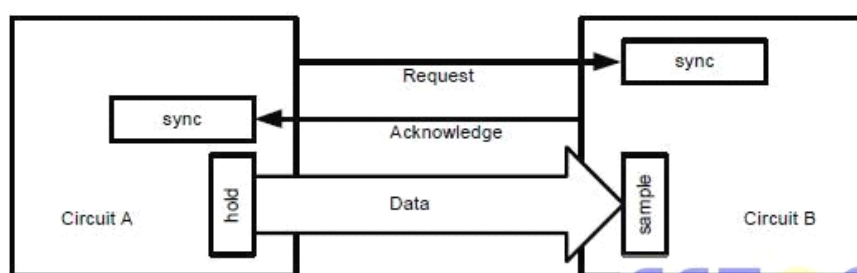 sync
Request
sync
Acknowledge
hold
Data
sample
Circuit A
Circuit B